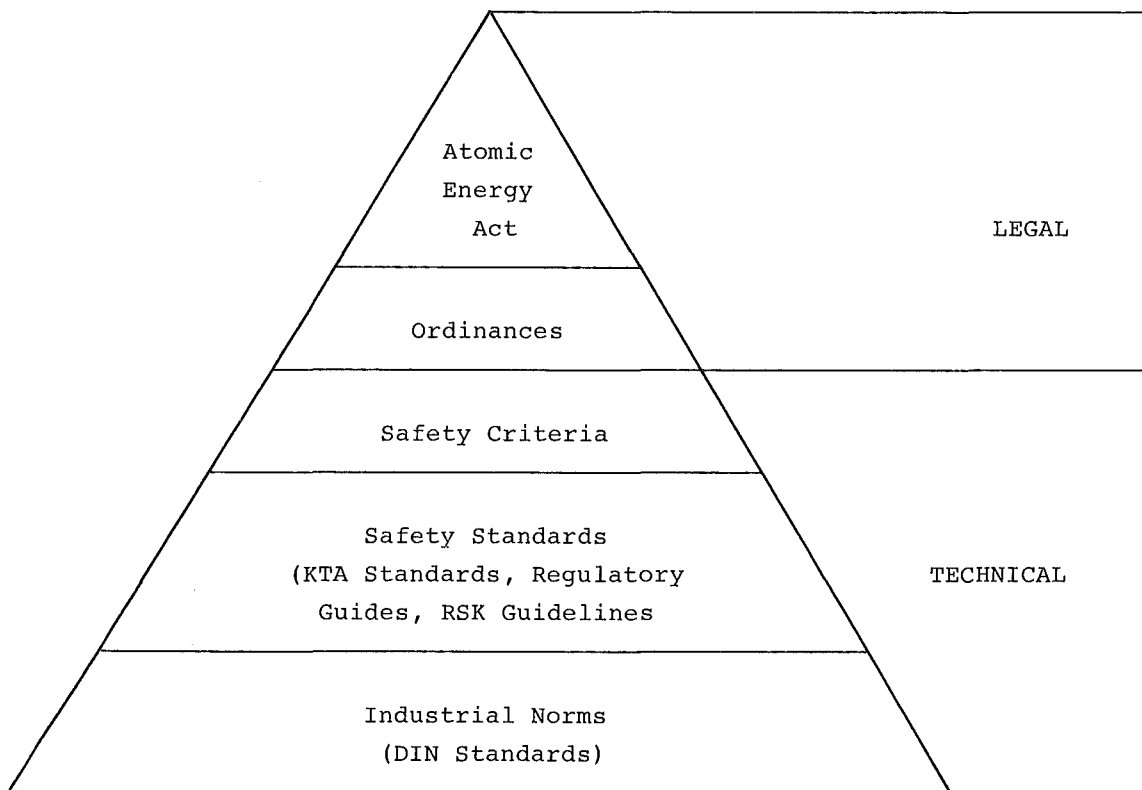 Atomic
Energy
Act
LEGAL
Ordinances
Safety Criteria
Safety Standards
(KTA Standards, Regulatory
TECHNICAL
Guides, RSK Guidelines
Industrial Norms
(DIN Standards)